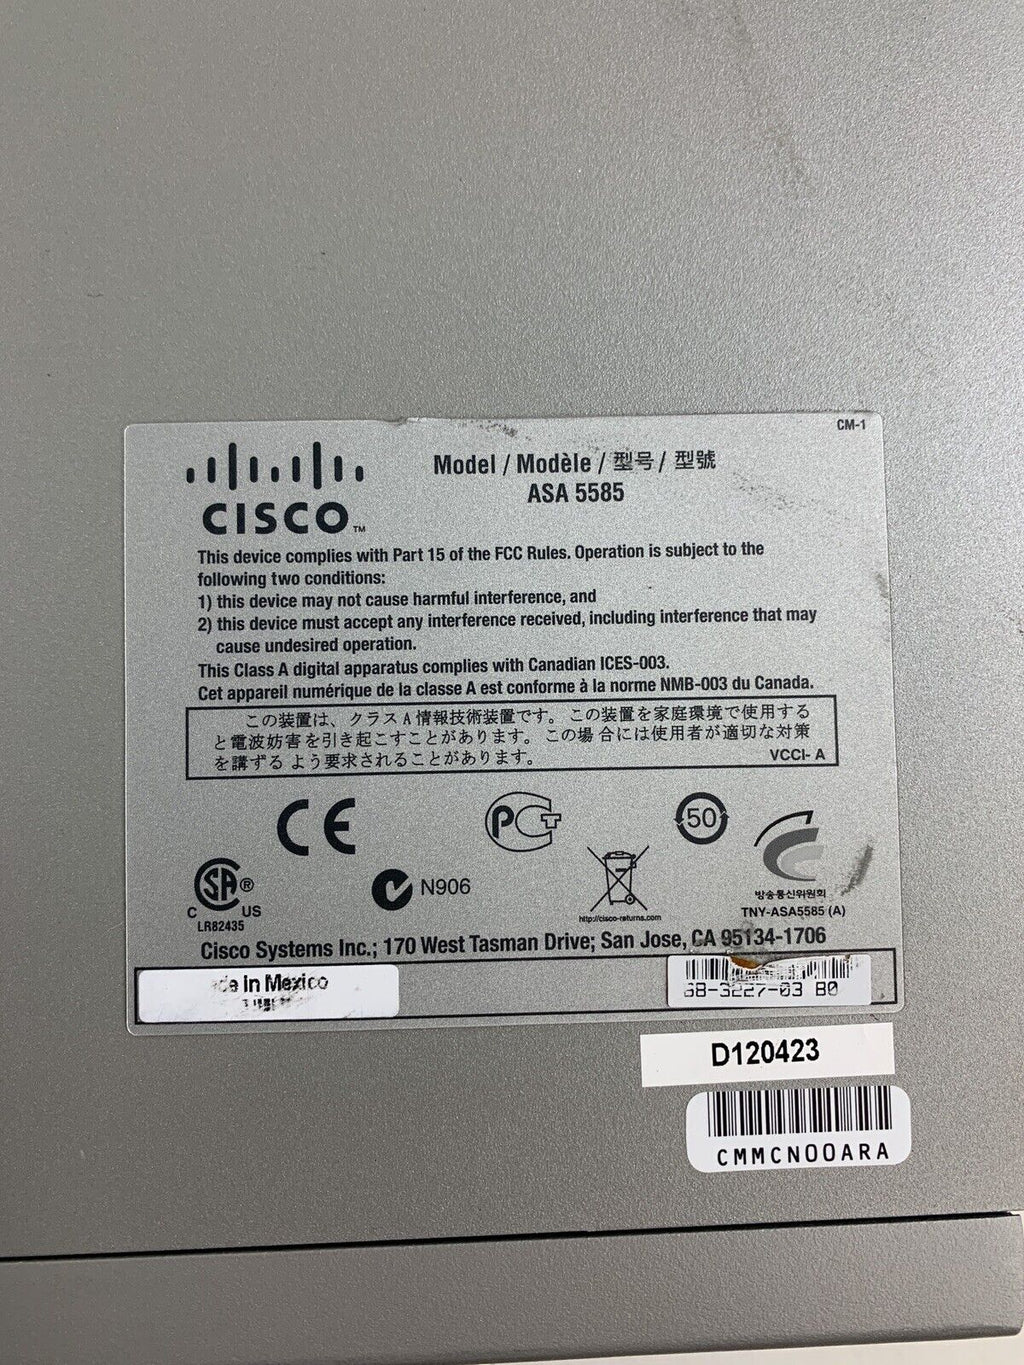 CM-1
CISCO™
Model / Modèle / 型号 / 型號
ASA 5585
This device complies with Part 15 of the FCC Rules. Operation is subject to the
following two conditions:
1) this device may not cause harmful interference, and
2) this device must accept any interference received, including interference that may
cause undesired operation.
This Class A digital apparatus complies with Canadian ICES-003.
Cet appareil numérique de la classe A est conforme à la norme NMB-003 du Canada.
この装置は、クラスA情報技術装置です。この装置を家庭環境で使用する
と電波妨害を引き起こすことがあります。この場合には使用者が適切な対策
を講ずるよう要求されることがあります。
VCCI- A
CE
PCT
50
SA®
C US
LR82435
N906
http://cisco-returns.com
방송통신위원회
TNY-ASA5585 (A)
Cisco Systems Inc.; 170 West Tasman Drive; San Jose, CA 95134-1706
in Mexico
68-3227-03 B0
D120423
CMMCN00ARA